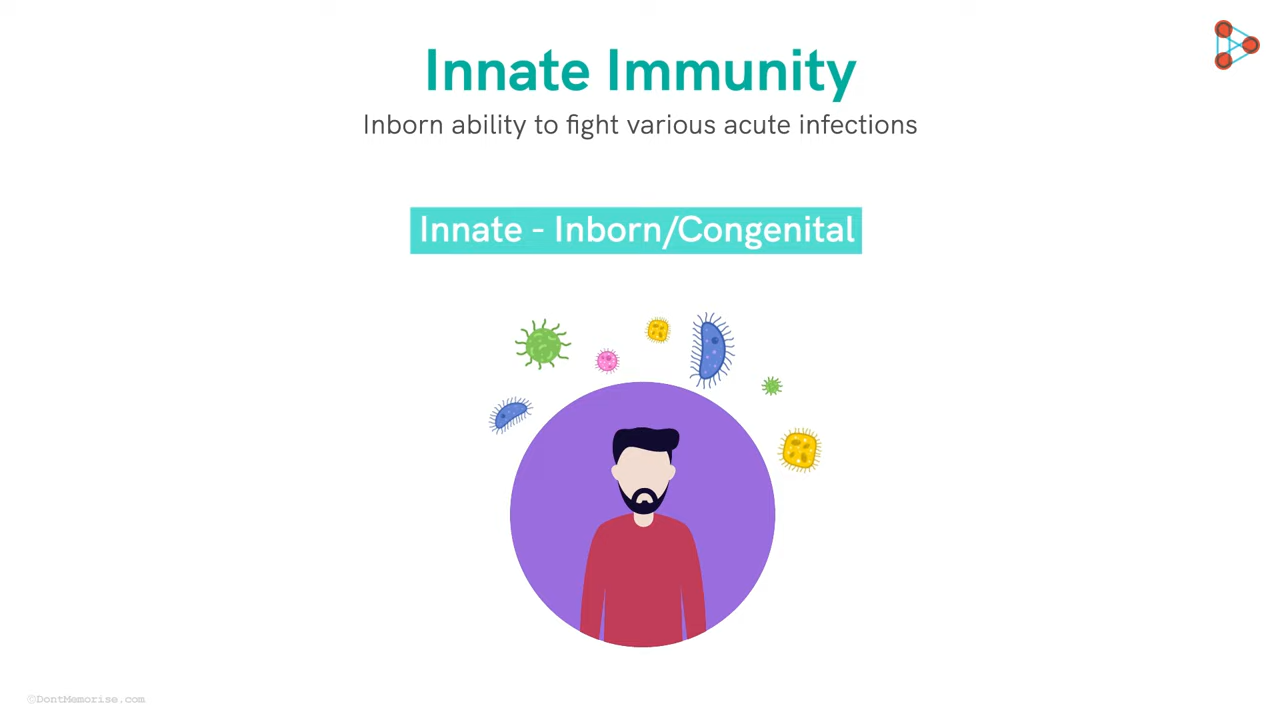 Innate Immunity
Inborn ability to fight various acute infections
Innate - Inborn/Congenital
©DontMemorise.com